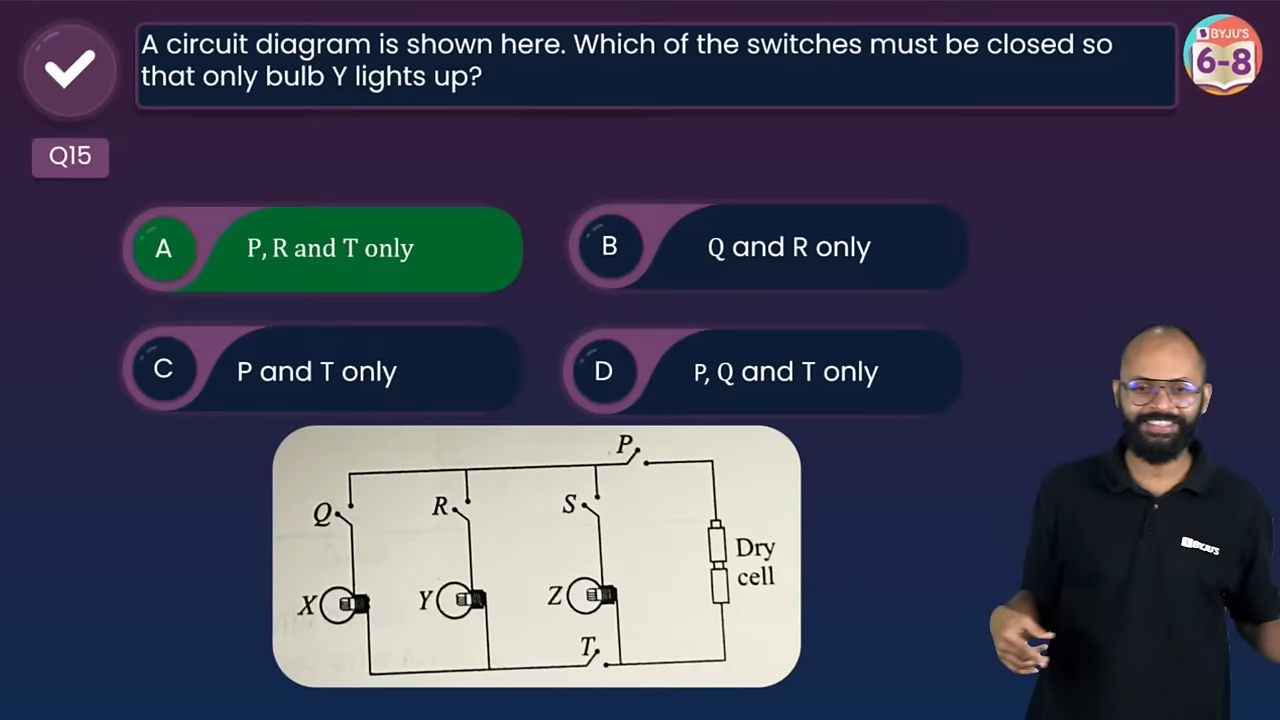 A circuit diagram is shown here. Which of the switches must be closed so
that only bulb Y lights up?
BYJU'S
6-8
Q15
A
P, R and T only
B
Q and R only
C
P and T only
D
P, Q and T only
P
Q
R
S
Dry
cell
X
Y
Z
T
BYJU'S